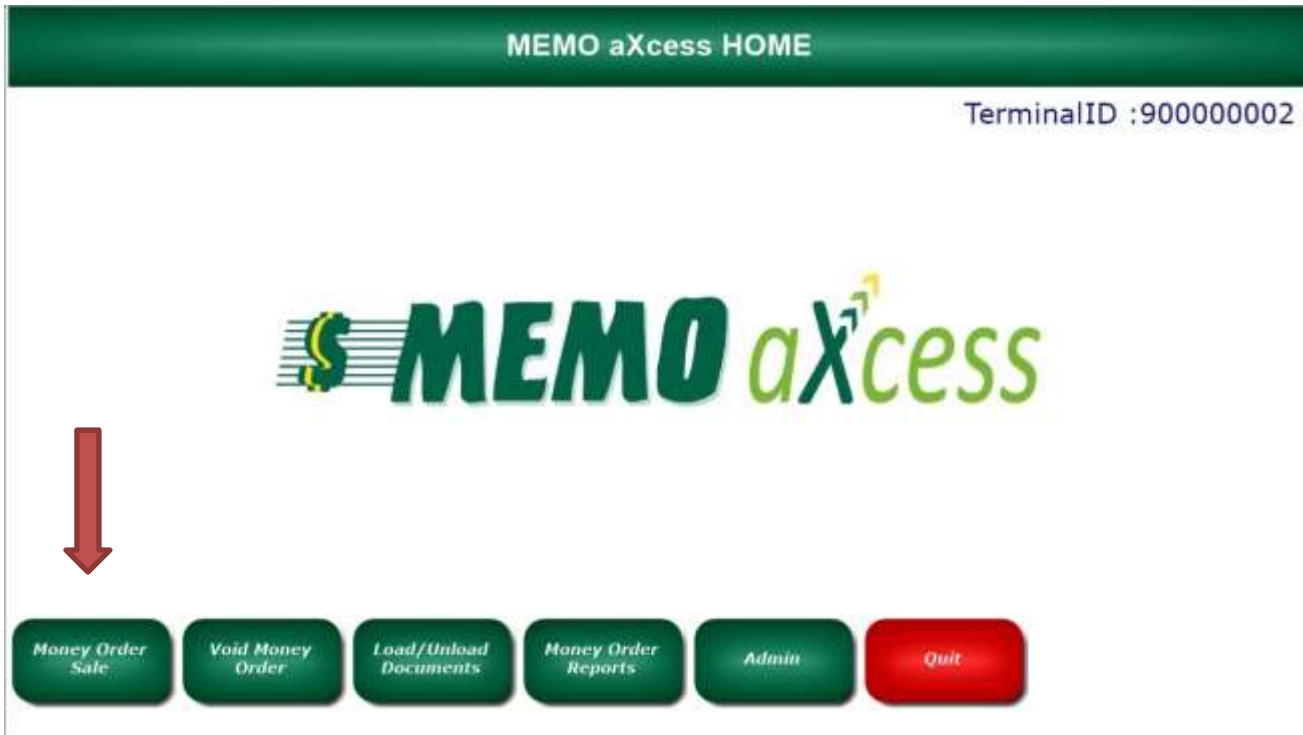 MEMO aXcess HOME
TerminalID :900000002
$ MEMO aXcess
Money Order
Sale
Void Money
Order
Load/Unload
Documents
Money Order
Reports
Admin
Quit